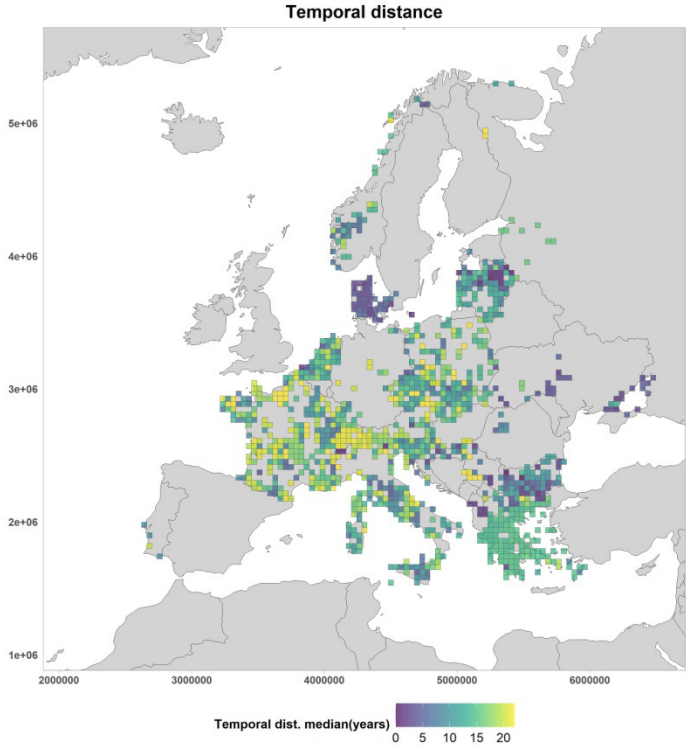 Temporal distance
5e+06
4e+06
3e+06
2e+06
1e+06
2000000 3000000 4000000 5000000 6000000
Temporal dist. median(years)
0 5 10 15 20